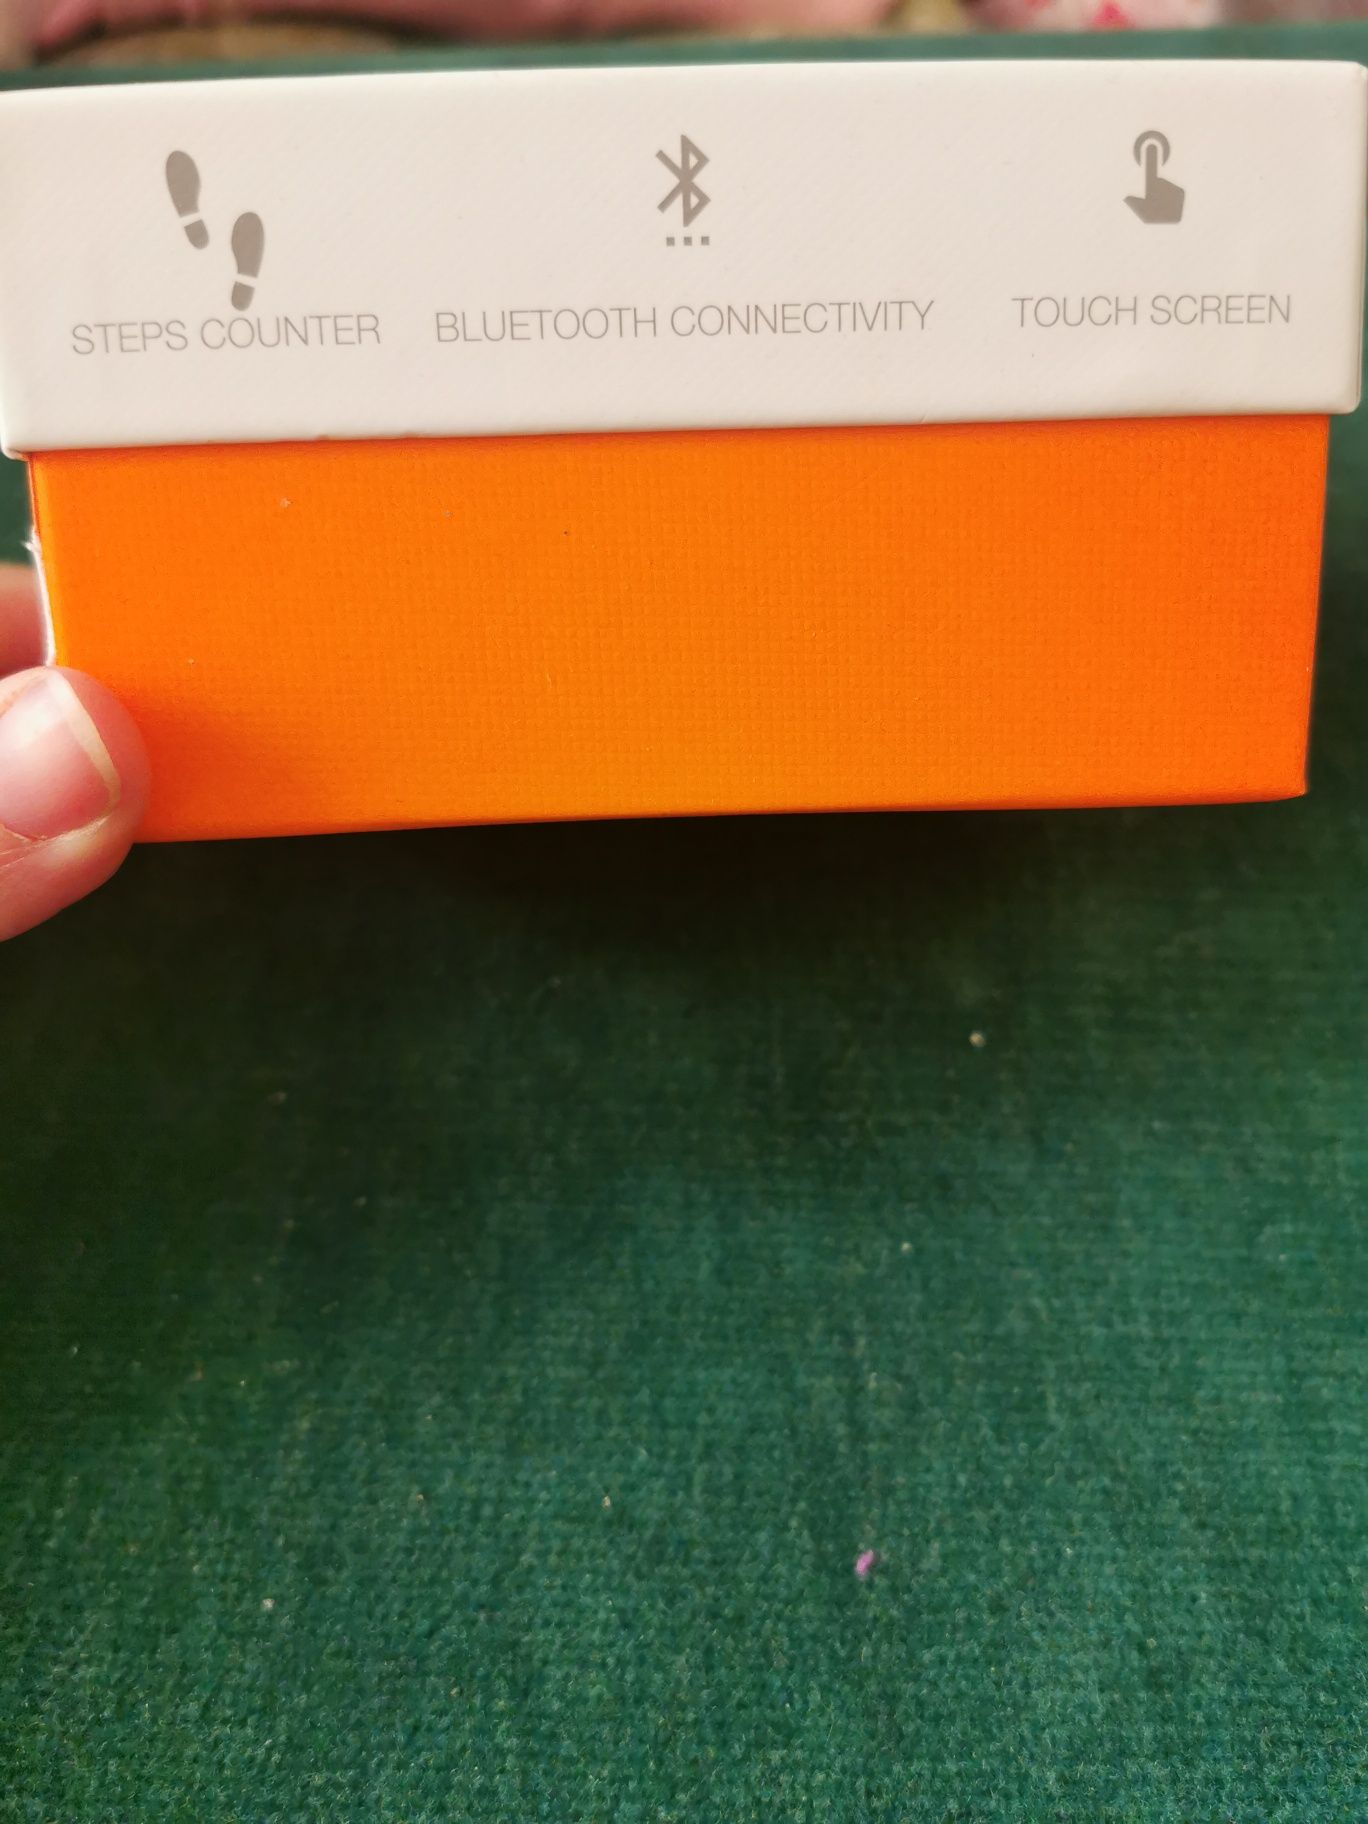 STEPS COUNTER
BLUETOOTH CONNECTIVITY
TOUCH SCREEN